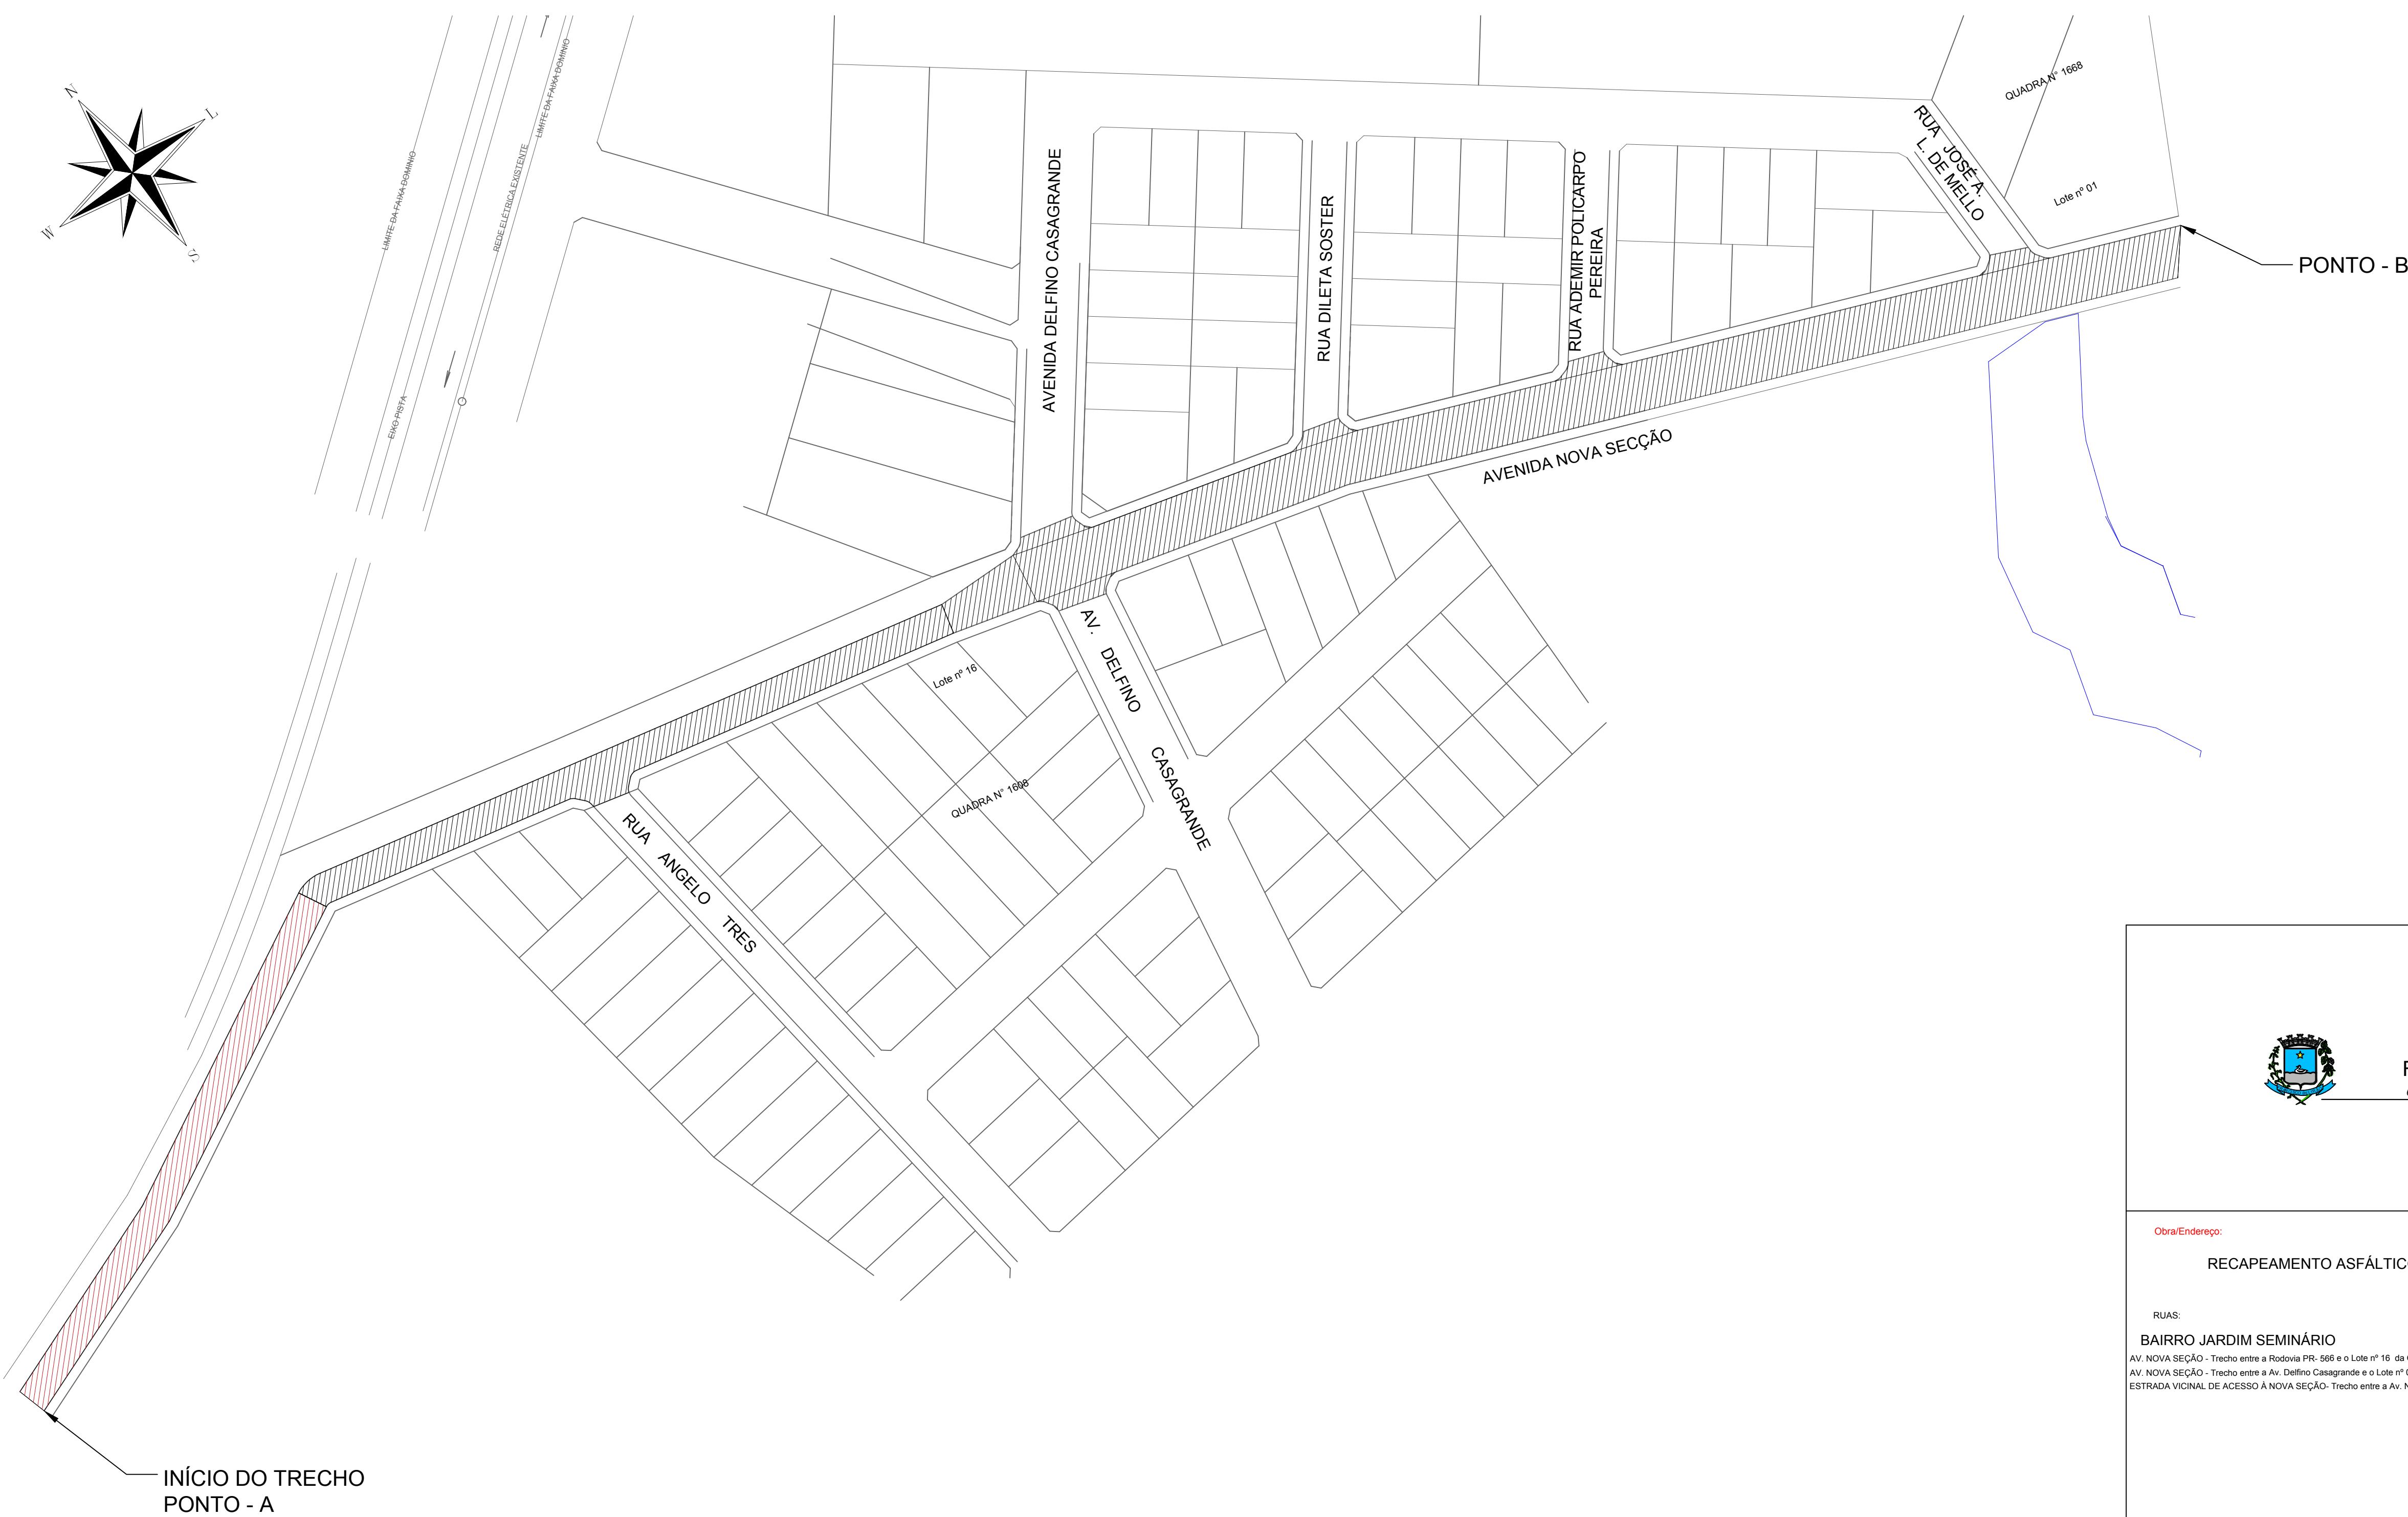 N
L
W
S
LIMITE DA FAIXA DOMINIO
LIMITE DA FAIXA DOMINIO
REDE ELÉTRICA EXISTENTE
EIXO PISTA
AVENIDA DELFINO CASAGRANDE
RUA DILETA SOSTER
RUA ADEMIR POLICARPO
PEREIRA
RUA JOSÉ A.
L. DE MELLO
QUADRA N° 1668
Lote nº 01
PONTO - B
AVENIDA NOVA SECÇÃO
AV. DELFINO CASAGRANDE
Lote nº 16
QUADRA N° 1608
RUA ANGELO TRES
INÍCIO DO TRECHO
PONTO - A
Obra/Endereço:
RECAPEAMENTO ASFÁLTIC
RUAS:
BAIRRO JARDIM SEMINÁRIO
AV. NOVA SEÇÃO - Trecho entre a Rodovia PR- 566 e o Lote nº 16 da
AV. NOVA SEÇÃO - Trecho entre a Av. Delfino Casagrande e o Lote nº
ESTRADA VICINAL DE ACESSO À NOVA SEÇÃO- Trecho entre a Av. N